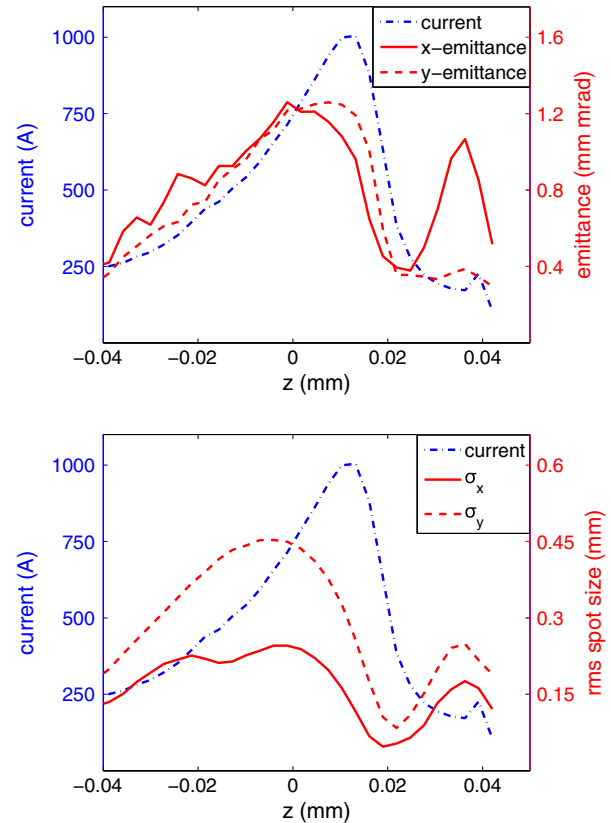 1000
750
500
250
current (A)
1.6
1.2
0.8
0.4
emittance (mm mrad)
current
x−emittance
y−emittance
−0.04
−0.02
0
0.02
0.04
z (mm)
1000
750
500
250
current (A)
0.6
0.45
0.3
0.15
rms spot size (mm)
current
σx
σy
−0.04
−0.02
0
0.02
0.04
z (mm)